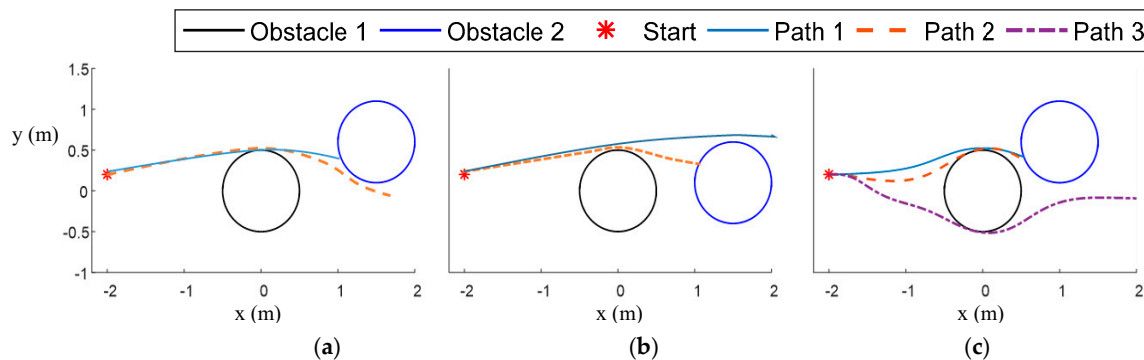 Obstacle 1 Obstacle 2 Start Path 1 Path 2 Path 3
1.5
1
y (m)
0.5
0
-0.5
-1
-2 -1 0 1 2 -2 -1 0 1 2 -2 -1 0 1 2
x (m) x (m) x (m)
(a) (b) (c)